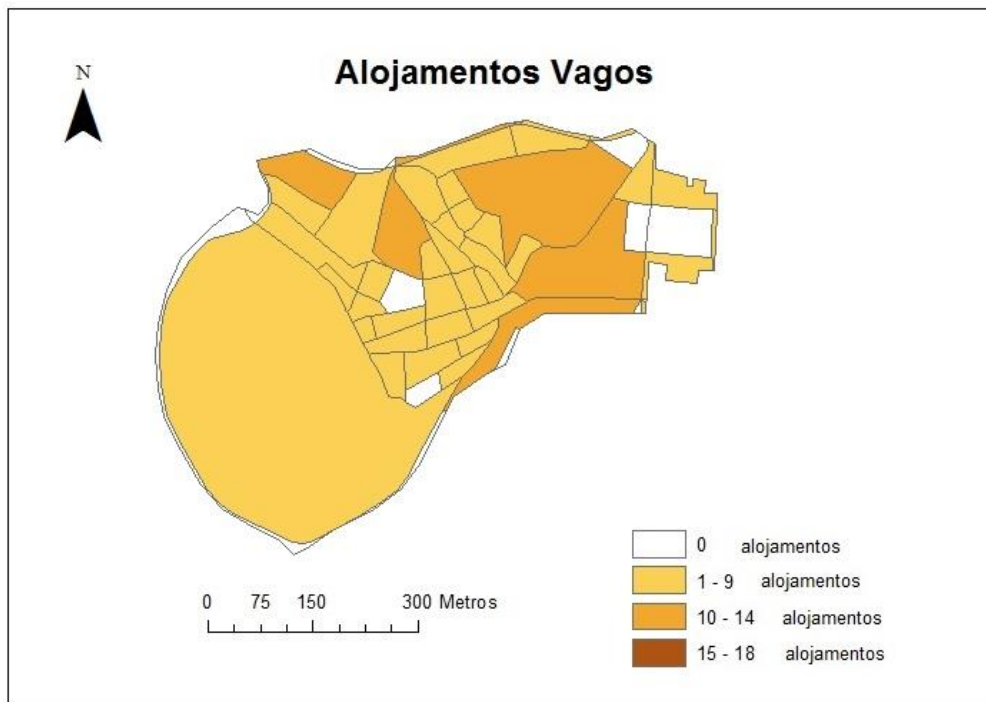 Alojamentos Vagos
N
0 alojamentos
1 - 9 alojamentos
10 - 14 alojamentos
15 - 18 alojamentos
0 75 150 300 Metros